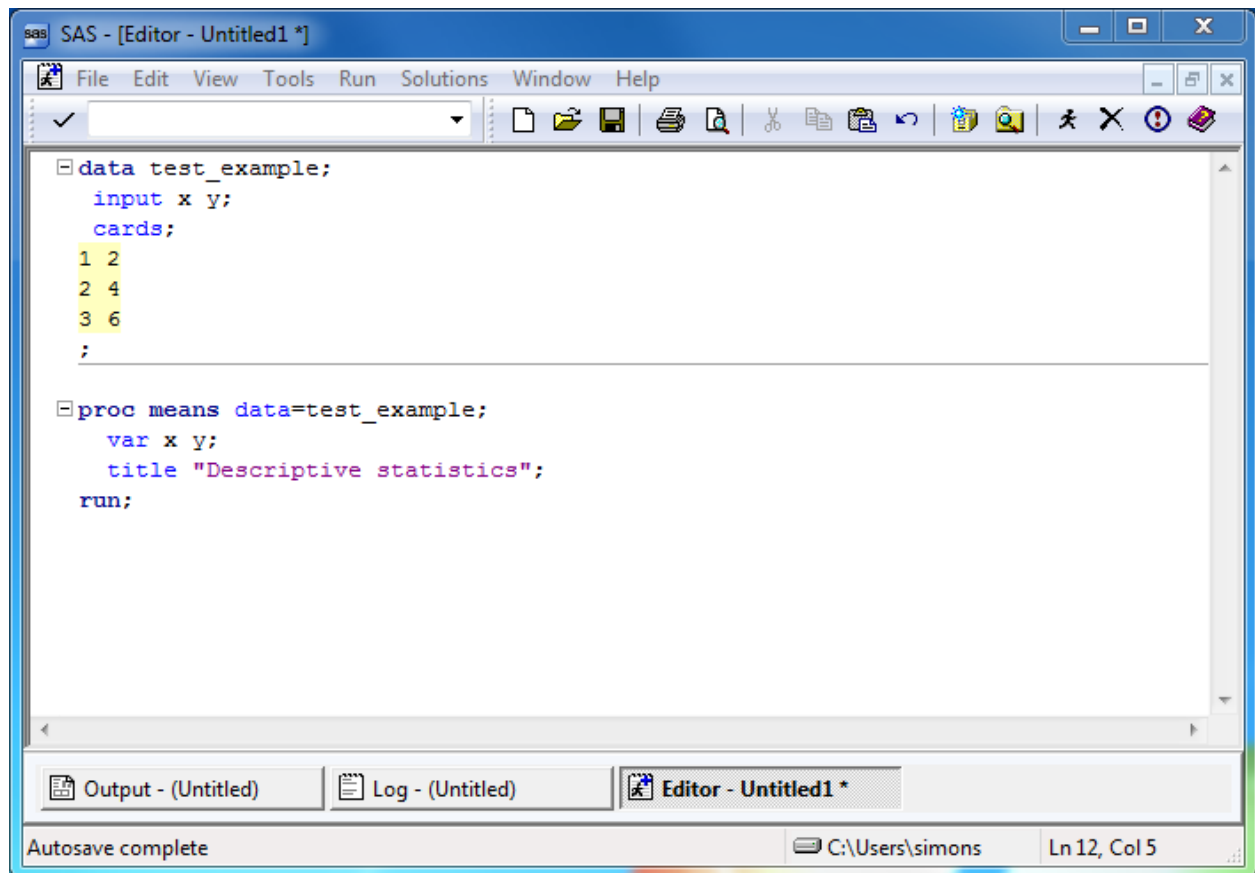 sas SAS - [Editor - Untitled1 *]
File Edit View Tools Run Solutions Window Help
data test_example;
input x y;
cards;
1 2
2 4
3 6
;
proc means data=test_example;
var x y;
title "Descriptive statistics";
run;
Output - (Untitled) Log - (Untitled) Editor - Untitled1 *
Autosave complete C:\Users\simons Ln 12, Col 5